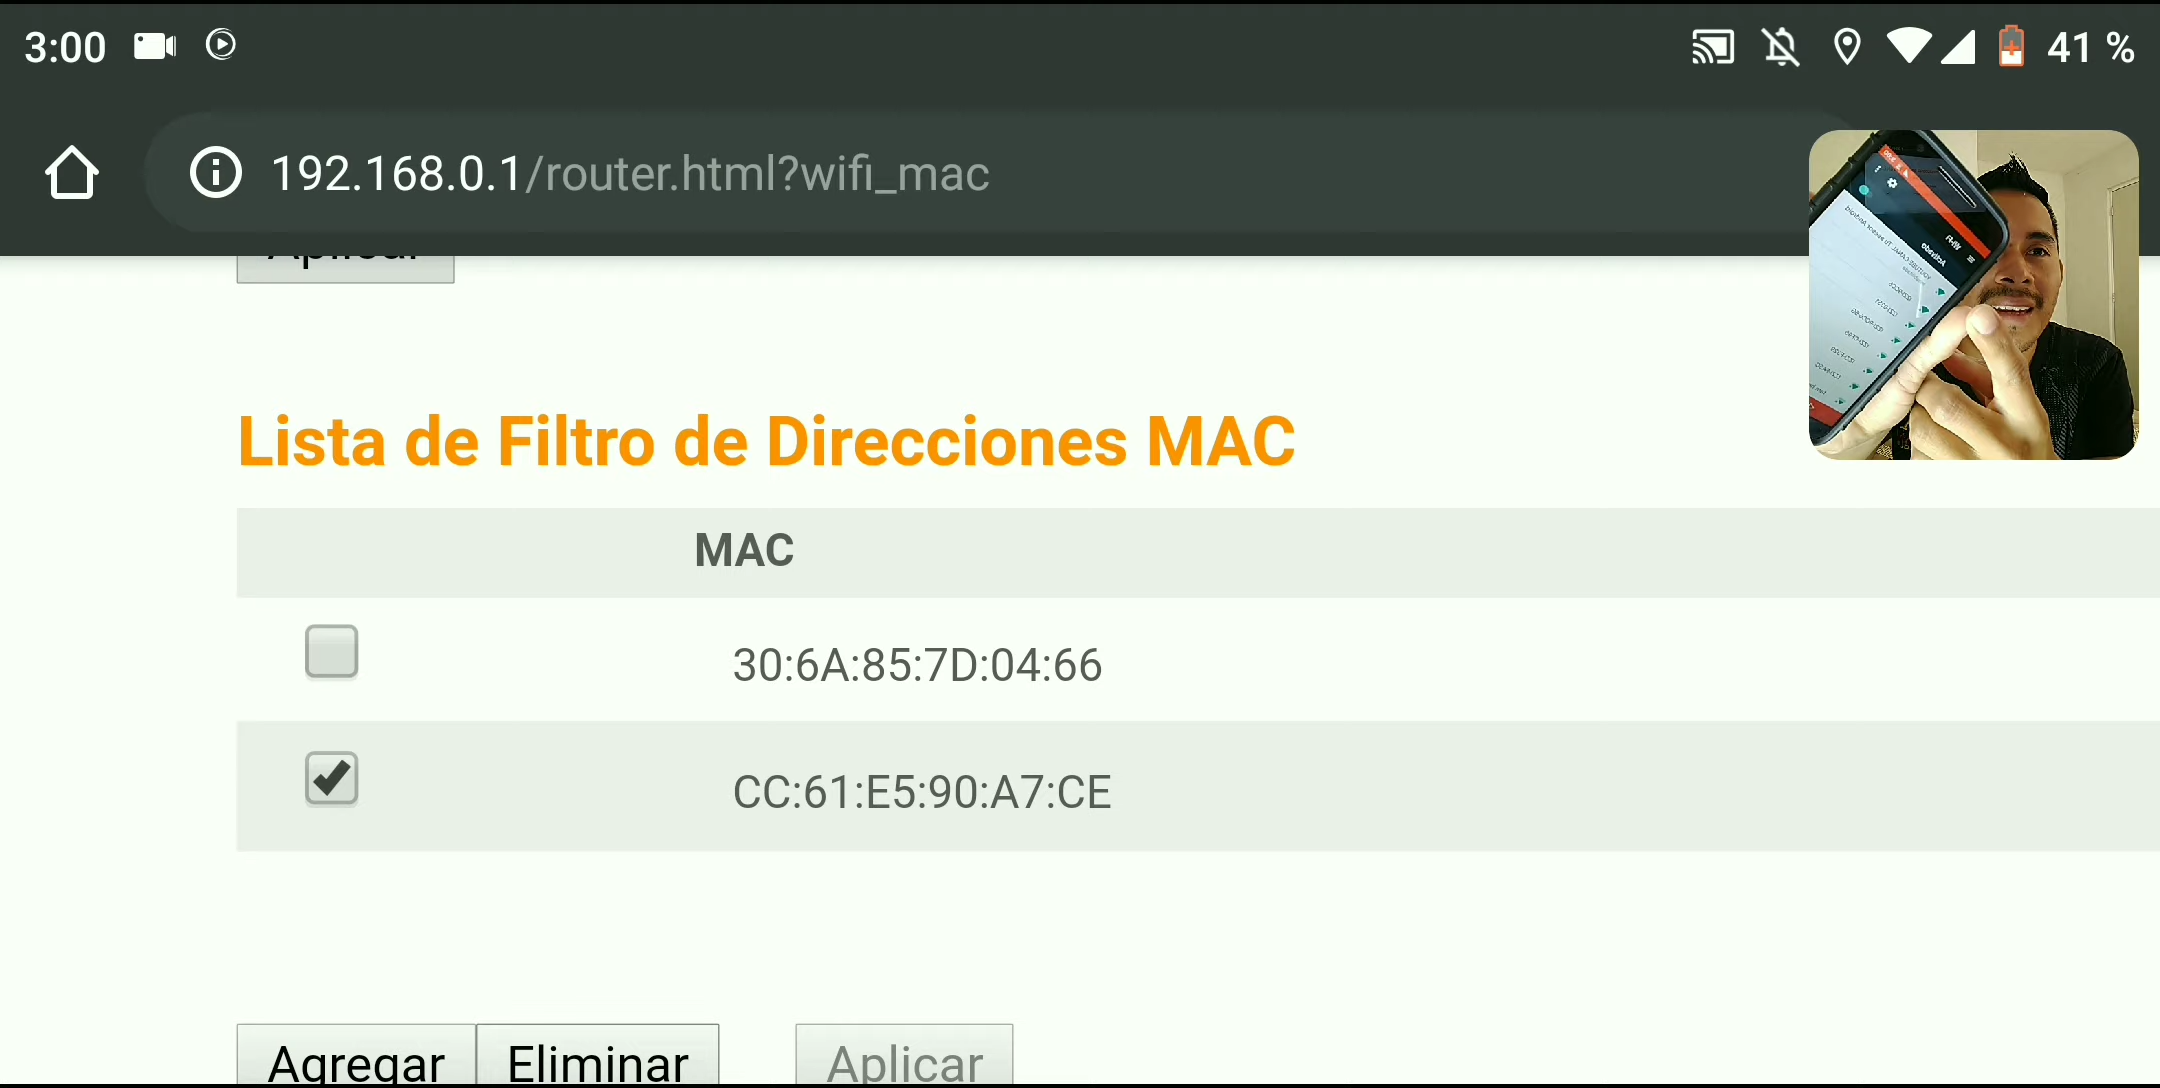 3:00
41 %
192.168.0.1/router.html?wifi_mac
Aplicar
Lista de Filtro de Direcciones MAC
MAC
30:6A:85:7D:04:66
CC:61:E5:90:A7:CE
Agregar Eliminar Aplicar